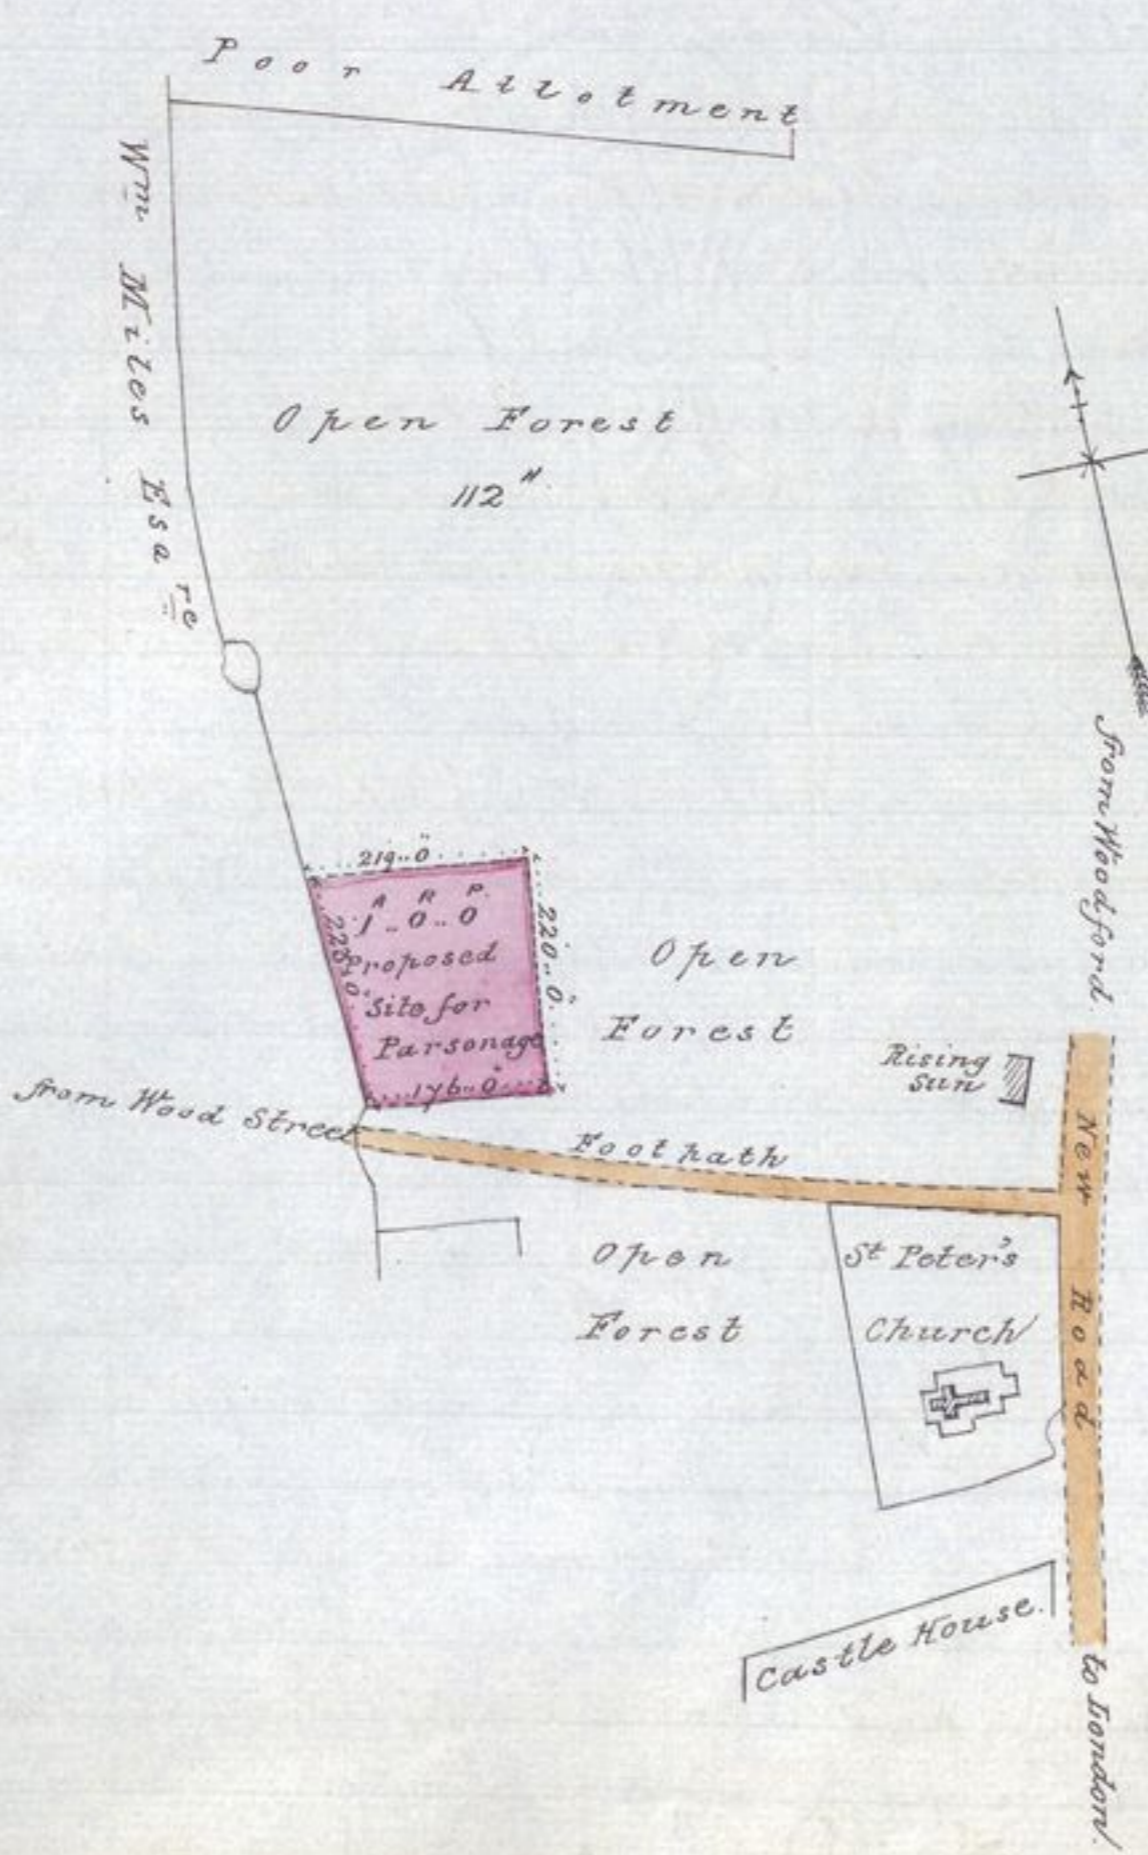 Poor Allotment
Wm Miles Esqre
Open Forest
112
from Woodford
219..0
A R P.
1..0..0
220..0
220..0
Proposed
Site for
Parsonage
176..0
Open
Forest
Rising
Sun
from Wood Street
Footpath
New Road
Open
Forest
St Peter's
Church
Castle House.
to London.